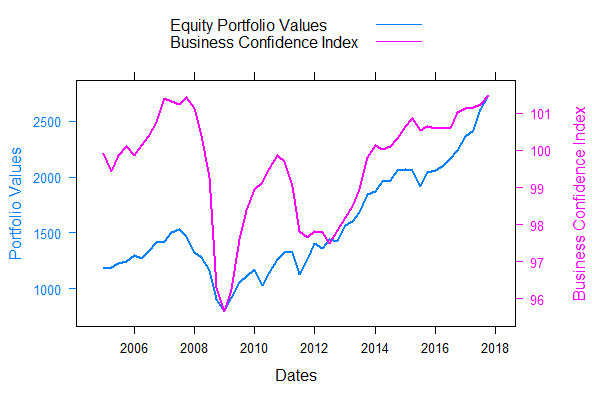 Equity Portfolio Values
Business Confidence Index
2500
2000
1500
1000
Portfolio Values
101
100
99
98
97
96
Business Confidence Index
2006 2008 2010 2012 2014 2016 2018
Dates